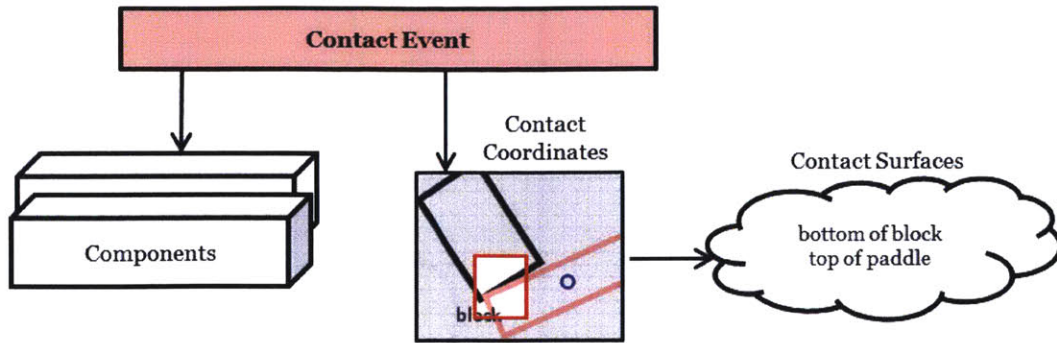 Contact Event
Contact
Coordinates
Contact Surfaces
Components
block
bottom of block
top of paddle